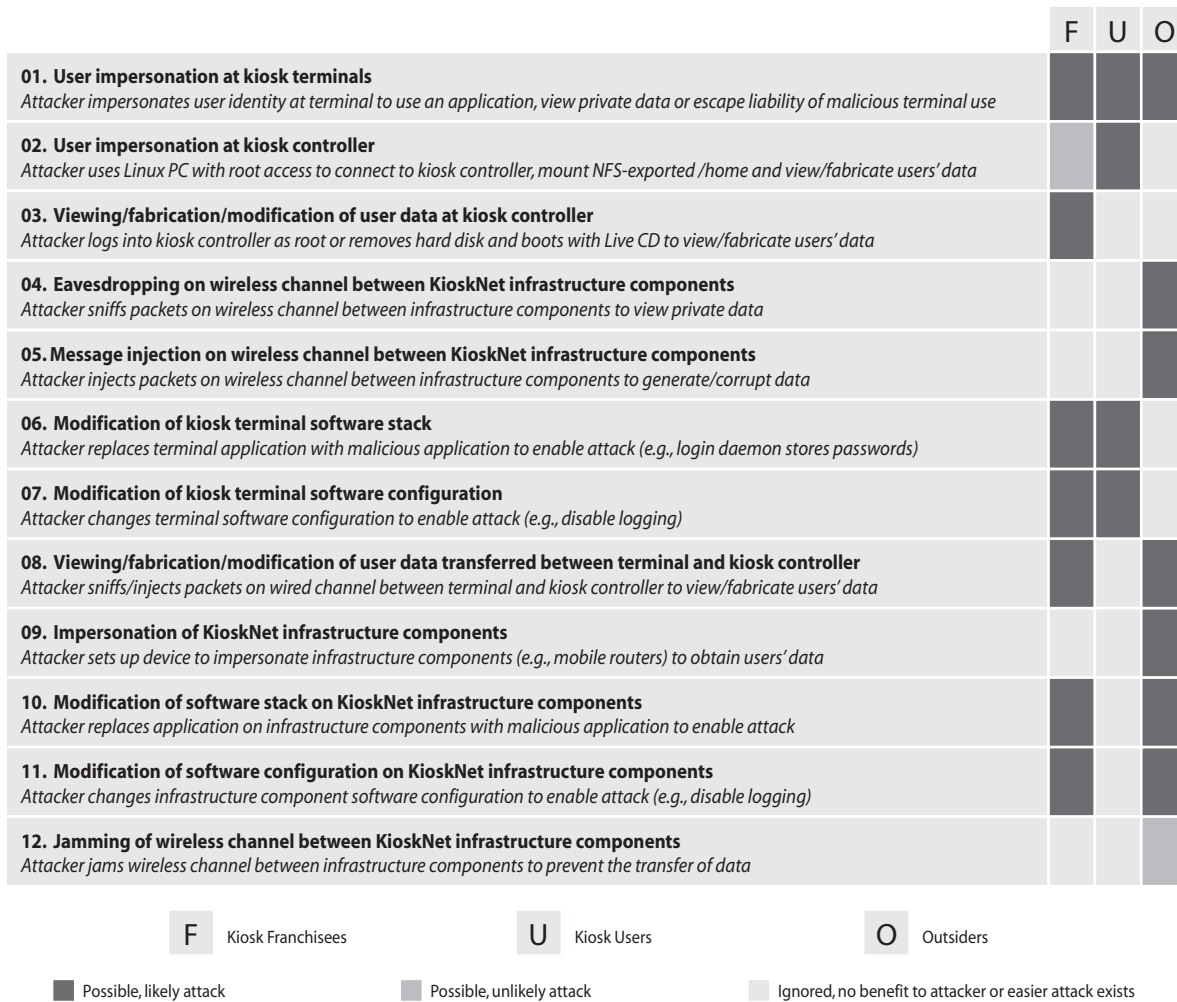 F U O
01. User impersonation at kiosk terminals
Attacker impersonates user identity at terminal to use an application, view private data or escape liability of malicious terminal use
02. User impersonation at kiosk controller
Attacker uses Linux PC with root access to connect to kiosk controller, mount NFS-exported /home and view/fabricate users’ data
03. Viewing/fabrication/modification of user data at kiosk controller
Attacker logs into kiosk controller as root or removes hard disk and boots with Live CD to view/fabricate users’ data
04. Eavesdropping on wireless channel between KioskNet infrastructure components
Attacker sniffs packets on wireless channel between infrastructure components to view private data
05. Message injection on wireless channel between KioskNet infrastructure components
Attacker injects packets on wireless channel between infrastructure components to generate/corrupt data
06. Modification of kiosk terminal software stack
Attacker replaces terminal application with malicious application to enable attack (e.g., login daemon stores passwords)
07. Modification of kiosk terminal software configuration
Attacker changes terminal software configuration to enable attack (e.g., disable logging)
08. Viewing/fabrication/modification of user data transferred between terminal and kiosk controller
Attacker sniffs/injects packets on wired channel between terminal and kiosk controller to view/fabricate users’ data
09. Impersonation of KioskNet infrastructure components
Attacker sets up device to impersonate infrastructure components (e.g., mobile routers) to obtain users’ data
10. Modification of software stack on KioskNet infrastructure components
Attacker replaces application on infrastructure components with malicious application to enable attack
11. Modification of software configuration on KioskNet infrastructure components
Attacker changes infrastructure component software configuration to enable attack (e.g., disable logging)
12. Jamming of wireless channel between KioskNet infrastructure components
Attacker jams wireless channel between infrastructure components to prevent the transfer of data
F Kiosk Franchisees U Kiosk Users O Outsiders
Possible, likely attack Possible, unlikely attack Ignored, no benefit to attacker or easier attack exists